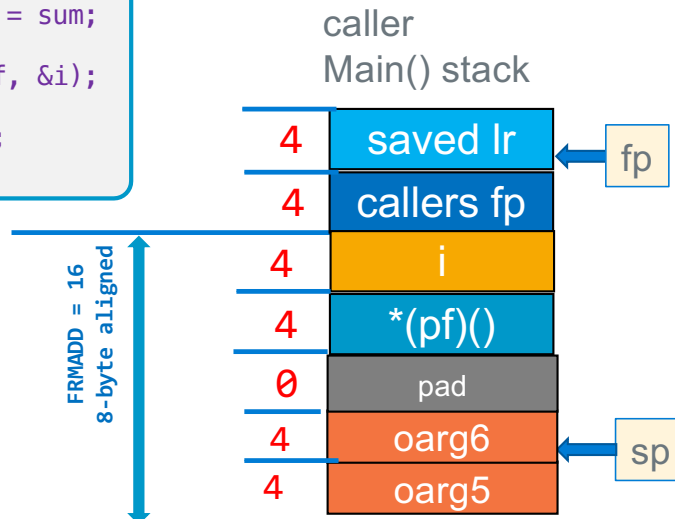 = sum;
f, &i);
;
caller
Main() stack
4 saved lr
fp
4 callers fp
4 i
4 *(pf)()
0 pad
4 oarg6
sp
4 oarg5
FRMADD = 16
8-byte aligned